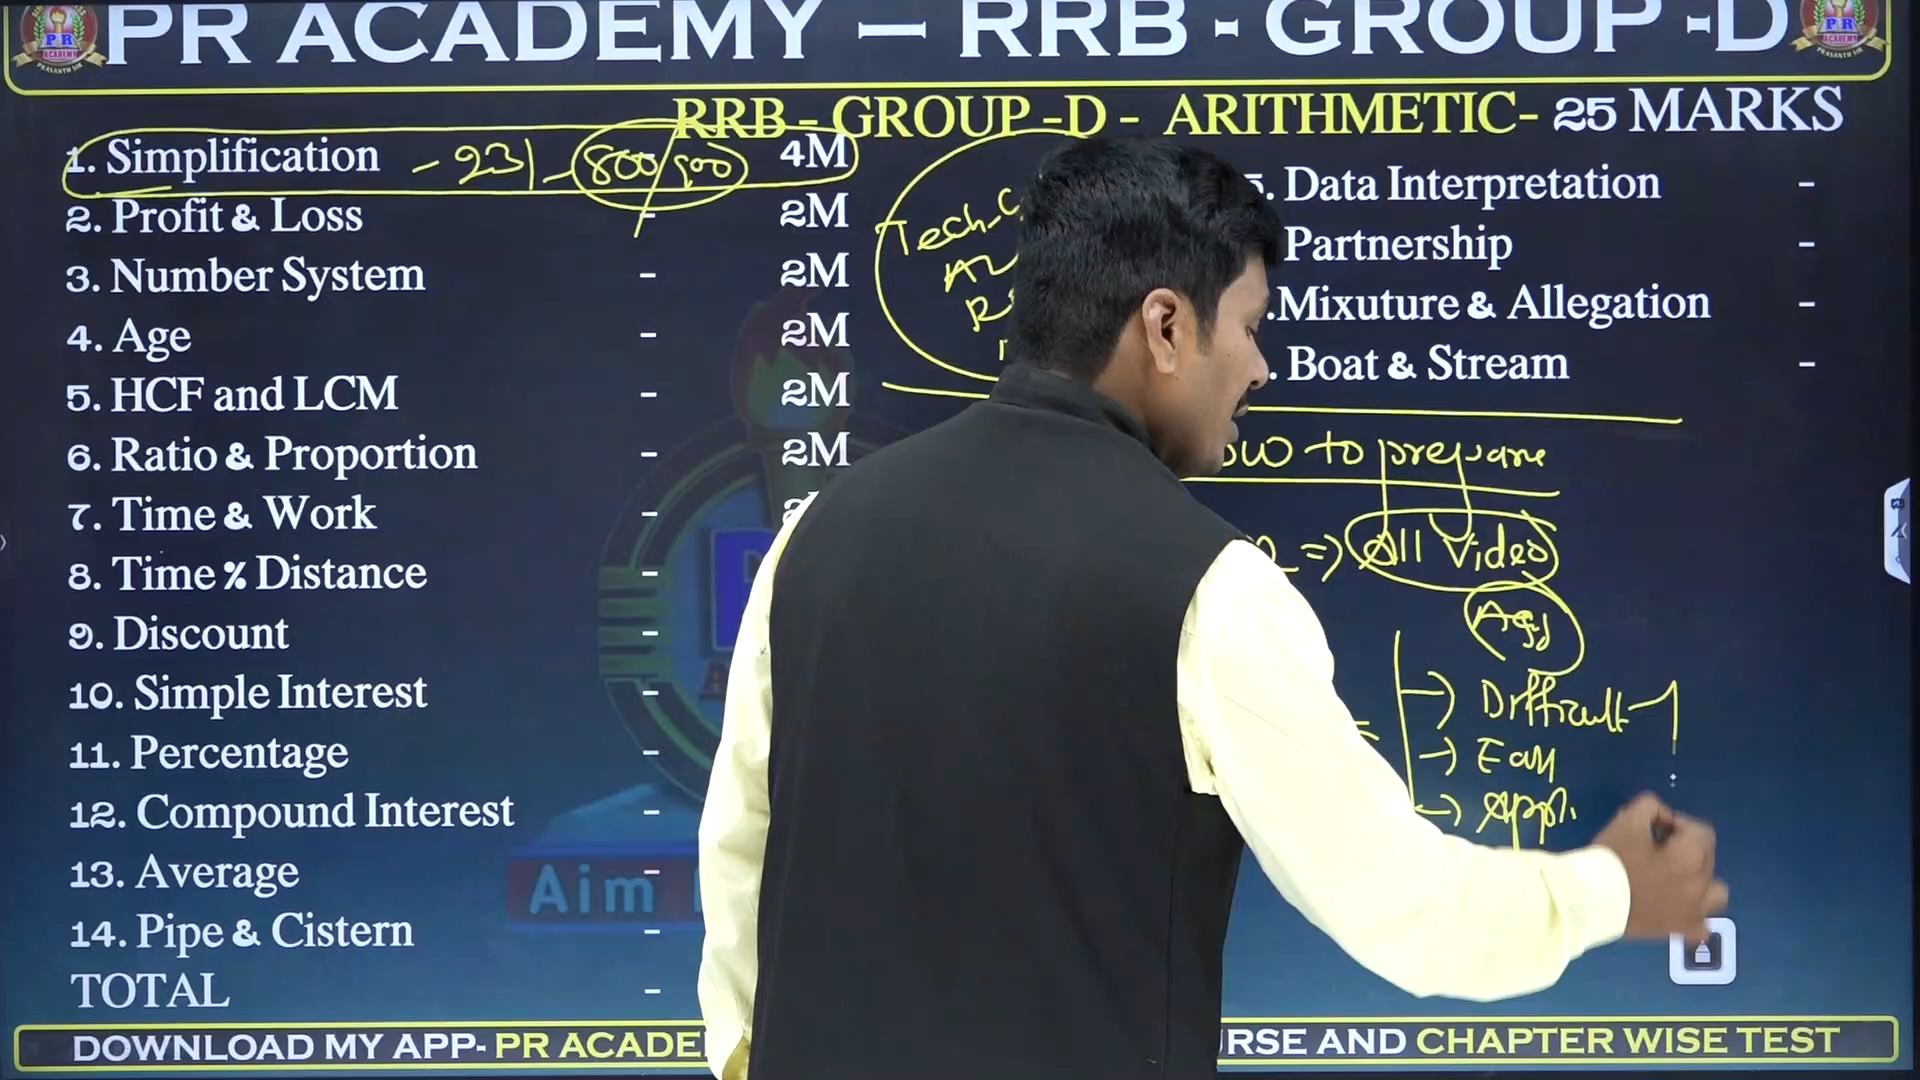 PR ACADEMY – RRB - GROUP -D
RRB - GROUP -D - ARITHMETIC- 25 MARKS
1. Simplification - 231 - 800/900 4M
2. Profit & Loss - 2M
3. Number System - 2M
4. Age - 2M
5. HCF and LCM - 2M
6. Ratio & Proportion - 2M
7. Time & Work -
8. Time % Distance -
9. Discount -
10. Simple Interest -
11. Percentage -
12. Compound Interest -
13. Average -
14. Pipe & Cistern -
TOTAL -
Tech
. Data Interpretation -
Partnership -
.Mixuture & Allegation -
. Boat & Stream -
to prepare
=> All Video
→ Difficult
→ Easy
→ Appli
Aim
DOWNLOAD MY APP- PR ACADE
RSE AND CHAPTER WISE TEST